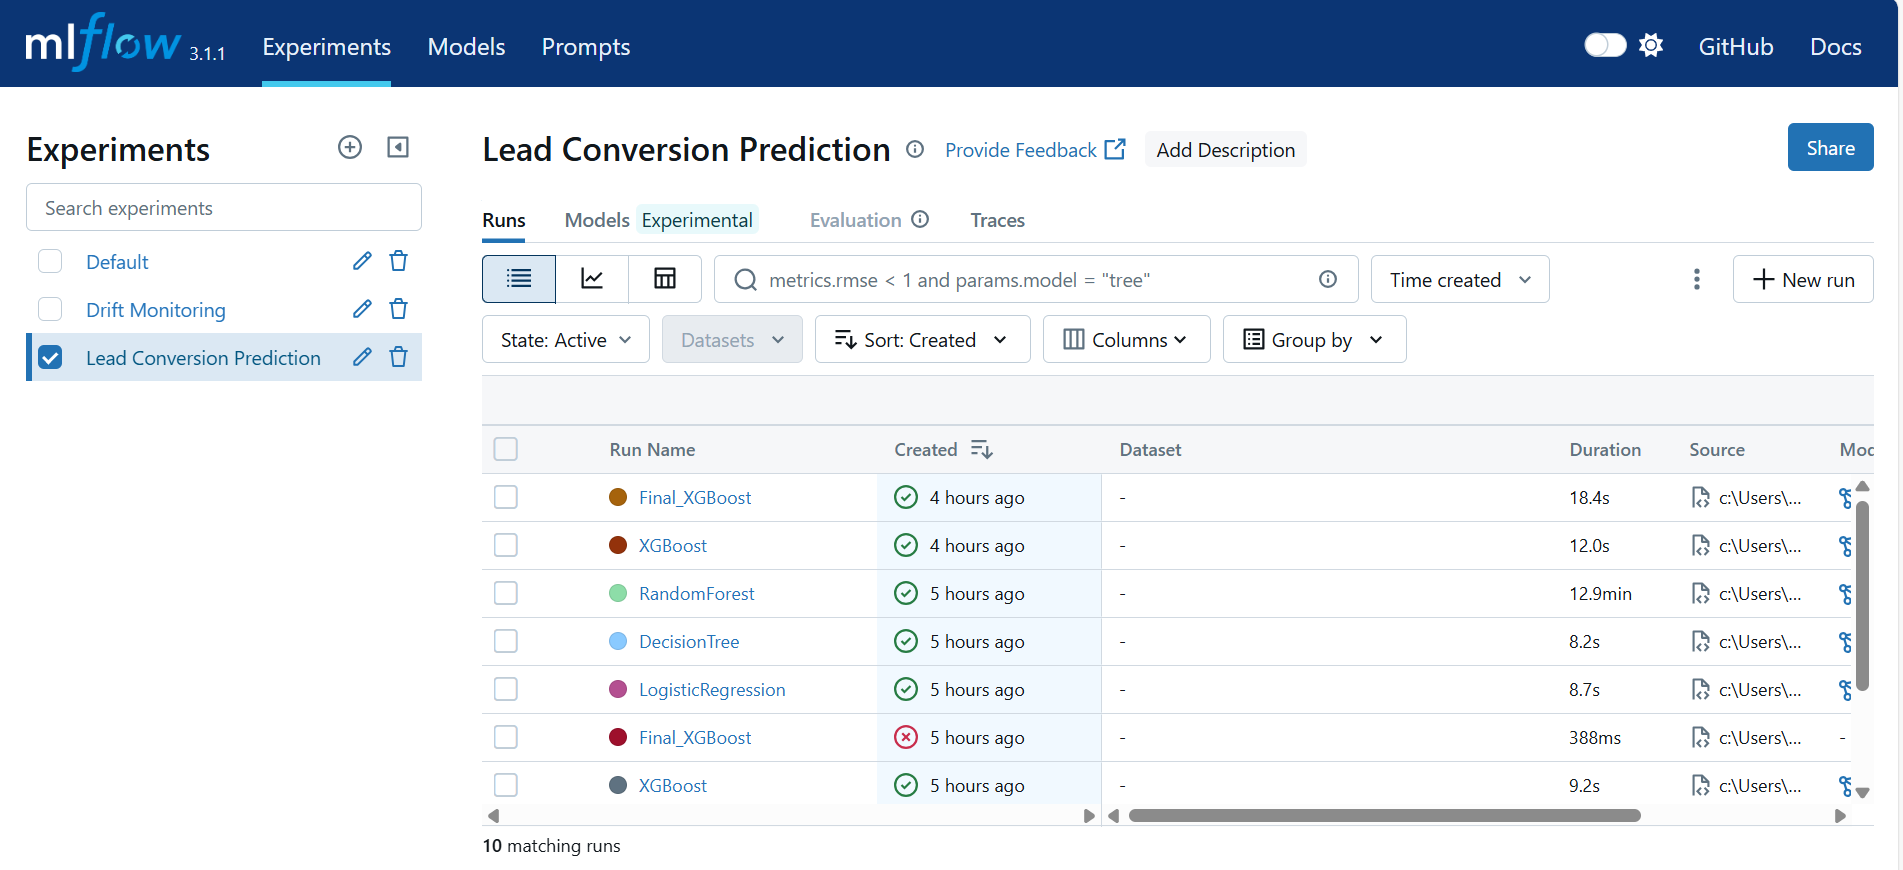 mlflow 3.1.1 Experiments Models Prompts GitHub Docs
Experiments
Search experiments
Default
Drift Monitoring
Lead Conversion Prediction
Lead Conversion Prediction Provide Feedback Add Description Share
Runs Models Experimental Evaluation Traces
metrics.rmse < 1 and params.model = "tree" Time created New run
State: Active Datasets Sort: Created Columns Group by
Run Name Created Dataset Duration Source Moc
Final_XGBoost 4 hours ago - 18.4s c:\Users\...
XGBoost 4 hours ago - 12.0s c:\Users\...
RandomForest 5 hours ago - 12.9min c:\Users\...
DecisionTree 5 hours ago - 8.2s c:\Users\...
LogisticRegression 5 hours ago - 8.7s c:\Users\...
Final_XGBoost 5 hours ago - 388ms c:\Users\... -
XGBoost 5 hours ago - 9.2s c:\Users\...
10 matching runs